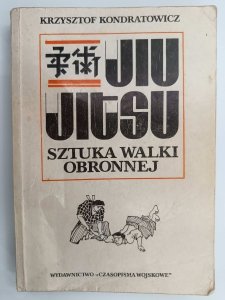 KRZYSZTOF KONDRATOWICZ
柔術 JIU
JITSU
SZTUKA WALKI
OBRONNEJ
WYDAWNICTWO „CZASOPISMA WOJSKOWE”